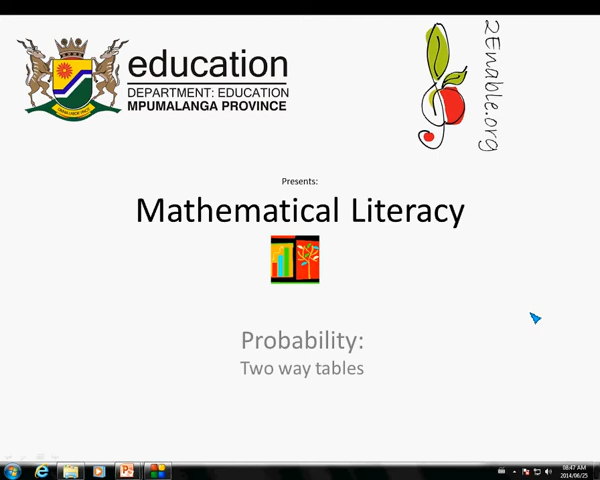 education
DEPARTMENT: EDUCATION
MPUMALANGA PROVINCE
2Enable.org
Presents:
Mathematical Literacy
Probability:
Two way tables
08:47 AM
2014/06/25